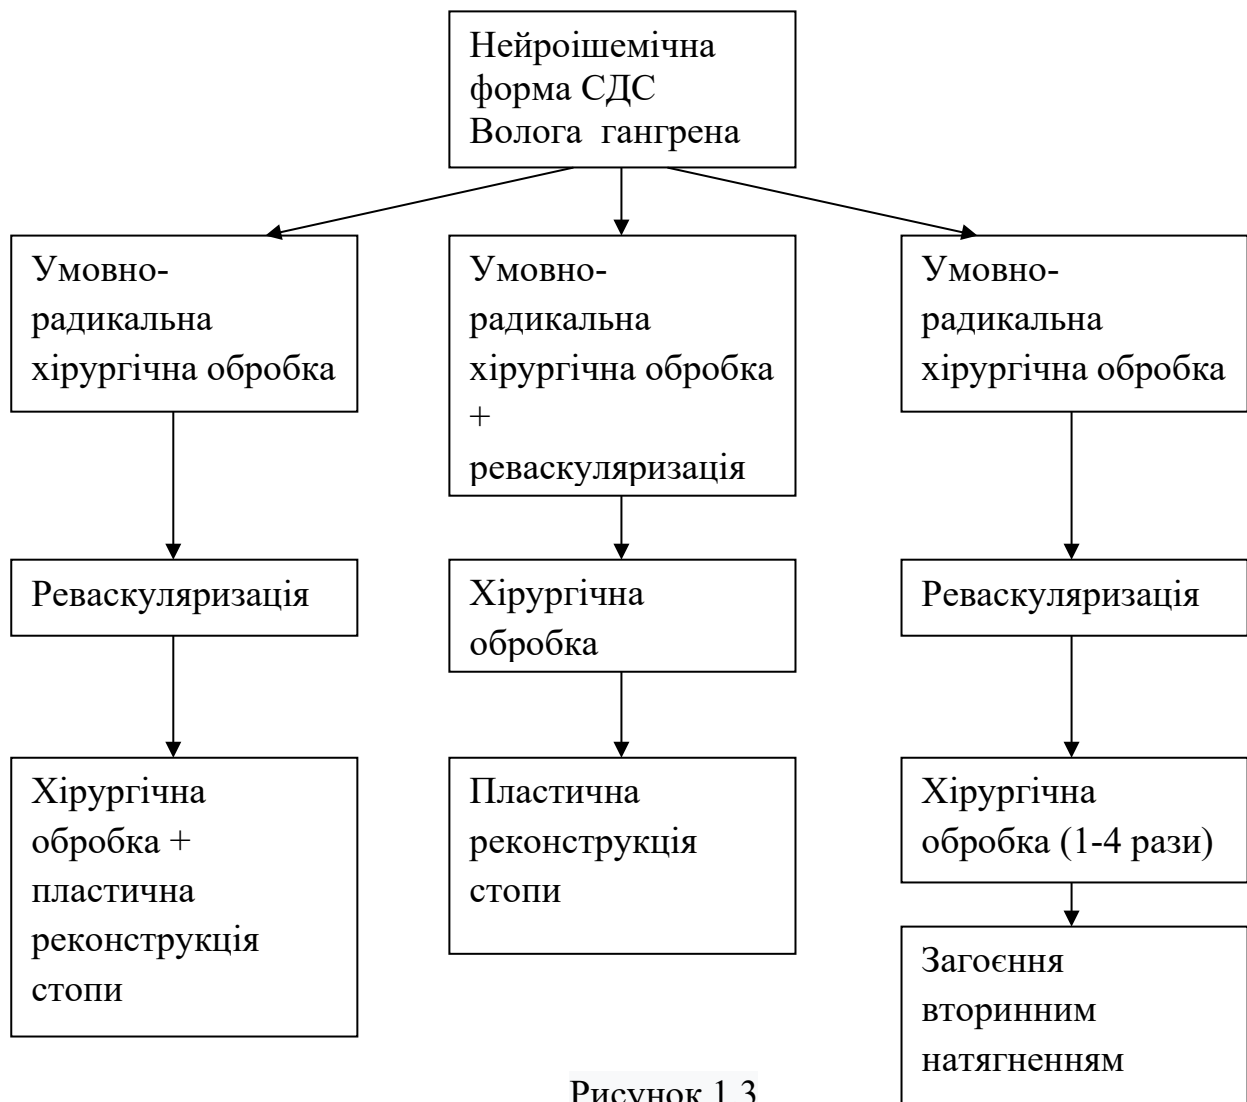 Нейроішемічна
форма СДС
Волога гангрена
Умовно-
радикальна
хірургічна обробка
Умовно-
радикальна
хірургічна обробка
+
реваскуляризація
Умовно-
радикальна
хірургічна обробка
Реваскуляризація
Хірургічна
обробка
Реваскуляризація
Хірургічна
обробка +
пластична
реконструкція
стопи
Пластична
реконструкція
стопи
Хірургічна
обробка (1-4 рази)
Загоєння
вторинним
натягненням
Рисунок 1.3